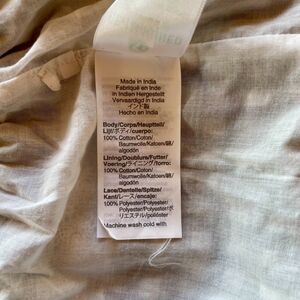 RED
Made in India
Fabriqué en Inde
in Indien Hergestellt
Vervaardigd in India
インド製
Hecho en India
Body/Corps/Hauptteil/
Lijf/ボディ/cuerpo:
100% Cotton/Coton/
Baumwolle/Katoen/綿/
algodón
Lining/Doublure/Futter/
Voering/ライニング/forro:
100% Cotton/Coton/
Baumwolle/Katoen/綿/
algodón
Lace/Dentelle/Spitze/
Kant/レース/encaje:
100% Polyester/Polyester/
Polyester/Polyester/ポ
リエステル/poliéster
Machine wash cold with